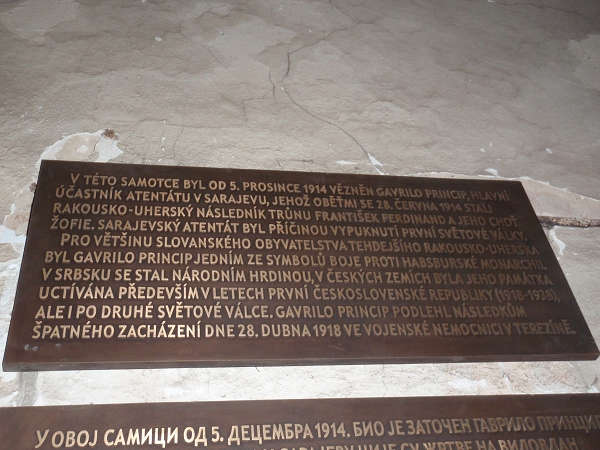 V TÉTO SAMOTCE BYL OD 5. PROSINCE 1914 VĚZNĚN GAVRILO PRINCIP, HLAVNÍ
ÚČASTNÍK ATENTÁTU V SARAJEVU, JEHOŽ OBĚŤMI SE 28. ČERVNA 1914 STALI
RAKOUSKO-UHERSKÝ NÁSLEDNÍK TRŮNU FRANTIŠEK FERDINAND A JEHO CHOŤ
ŽOFIE. SARAJEVSKÝ ATENTÁT BYL PŘÍČINOU VYPUKNUTÍ PRVNÍ SVĚTOVÉ VÁLKY.
PRO VĚTŠINU SLOVANSKÉHO OBYVATELSTVA TEHDEJŠÍHO RAKOUSKO-UHERSKA
BYL GAVRILO PRINCIP JEDNÍM ZE SYMBOLŮ BOJE PROTI HABSBURSKÉ MONARCHII.
V SRBSKU SE STAL NÁRODNÍM HRDINOU, V ČESKÝCH ZEMÍCH BYLA JEHO PAMÁTKA
UCTÍVÁNA PŘEDEVŠÍM V LETECH PRVNÍ ČESKOSLOVENSKÉ REPUBLIKY (1918-1938),
ALE I PO DRUHÉ SVĚTOVÉ VÁLCE. GAVRILO PRINCIP PODLEHL NÁSLEDKŮM
ŠPATNÉHO ZACHÁZENÍ DNE 28. DUBNA 1918 VE VOJENSKÉ NEMOCNICI V TEREZÍNĚ.
У ОВОЈ САМИЦИ ОД 5. ДЕЦЕМБРА 1914. БИО ЈЕ ЗАТОЧЕН ГАВРИЛО ПРИНЦИП
СУ ЖРТВЕ НА ВИДОВДАН